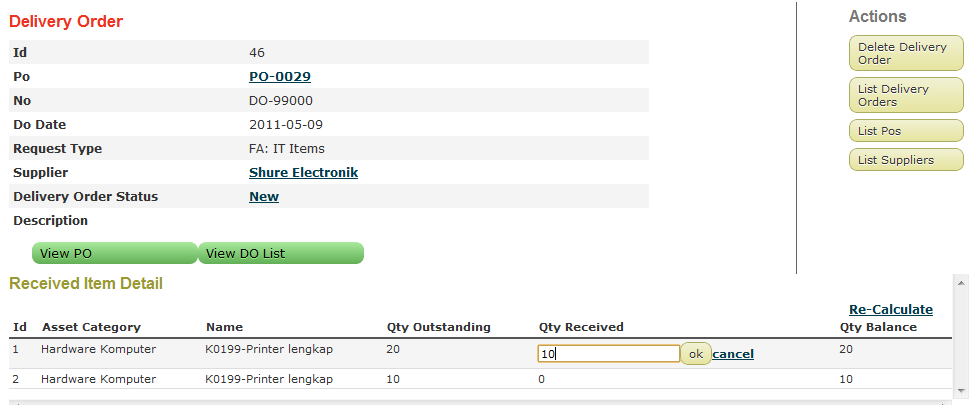 Delivery Order
Id 46
Po PO-0029
No DO-99000
Do Date 2011-05-09
Request Type FA: IT Items
Supplier Shure Electronik
Delivery Order Status New
Description
View PO View DO List
Actions
Delete Delivery
Order
List Delivery
Orders
List Pos
List Suppliers
Received Item Detail
Re-Calculate
Id Asset Category Name Qty Outstanding Qty Received Qty Balance
1 Hardware Komputer K0199-Printer lengkap 20 10 ok cancel 20
2 Hardware Komputer K0199-Printer lengkap 10 0 10